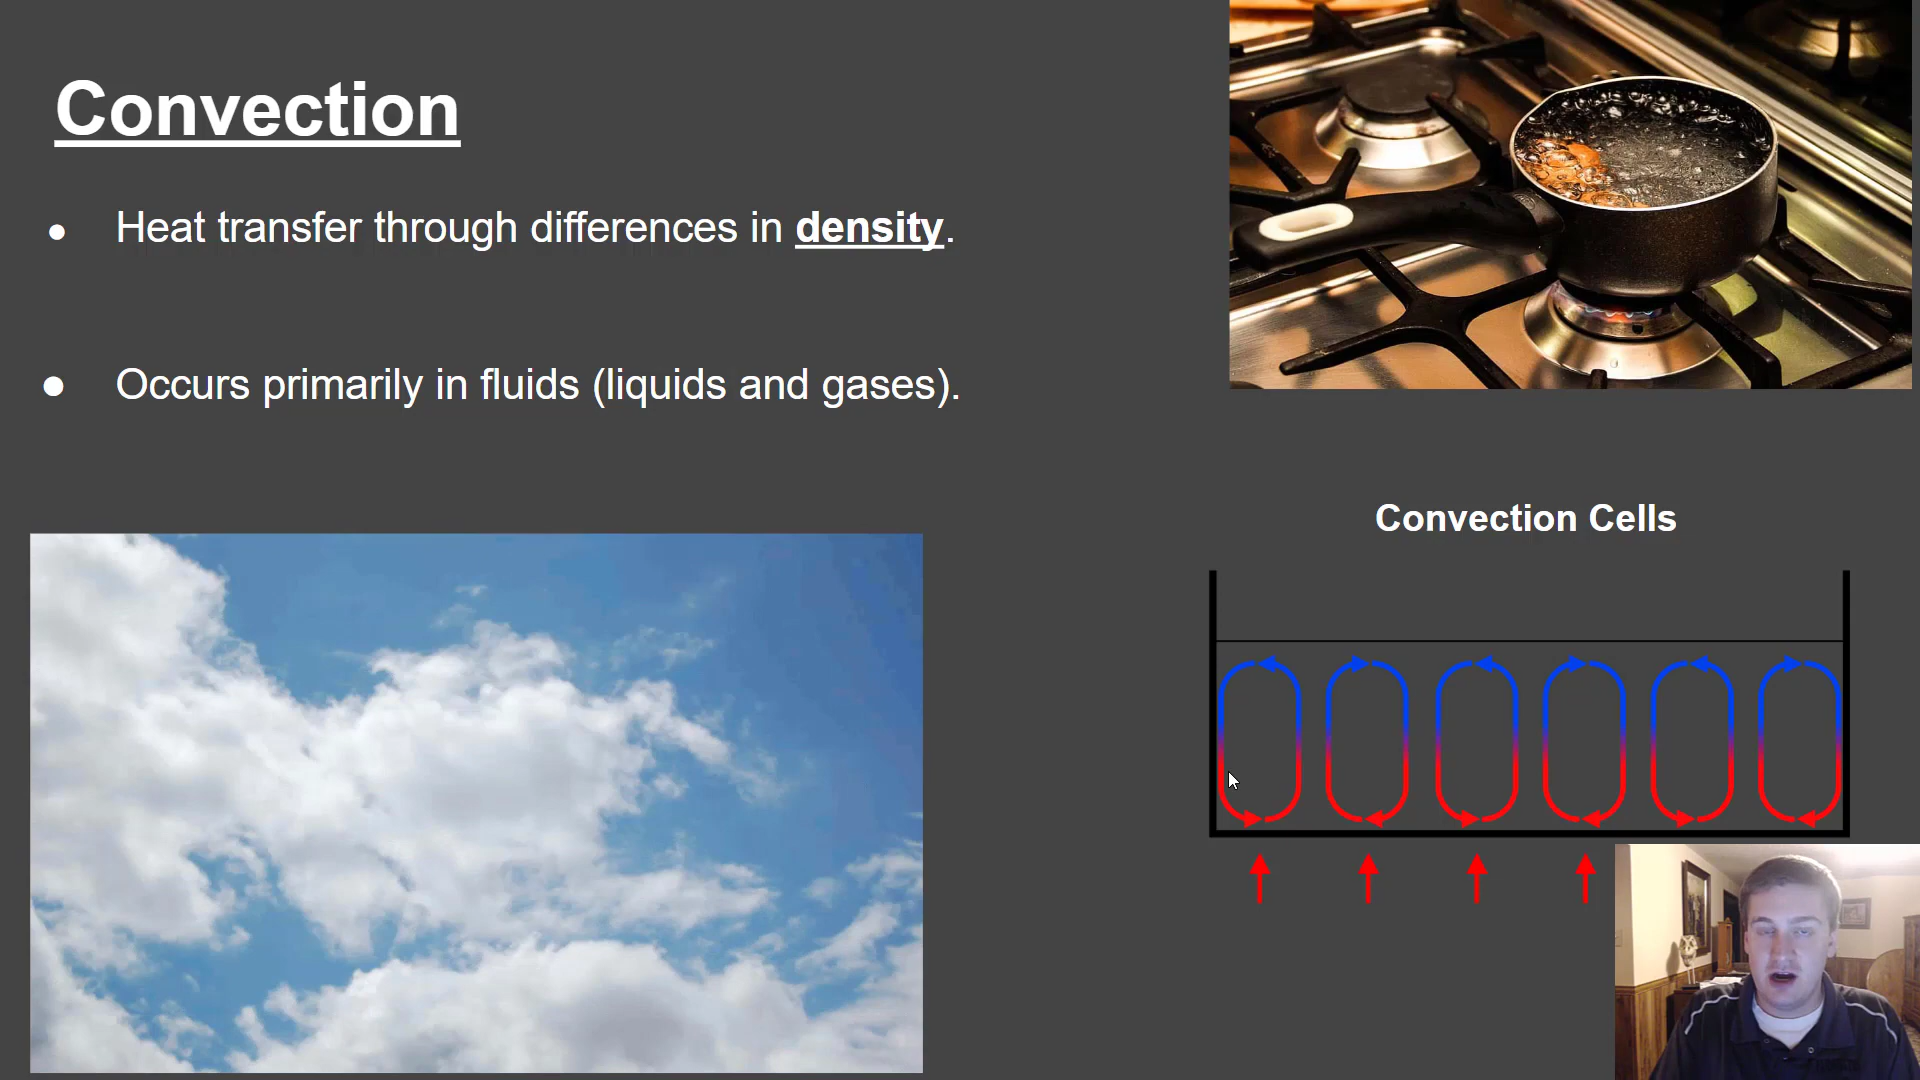 Convection
● Heat transfer through differences in density.
● Occurs primarily in fluids (liquids and gases).
Convection Cells